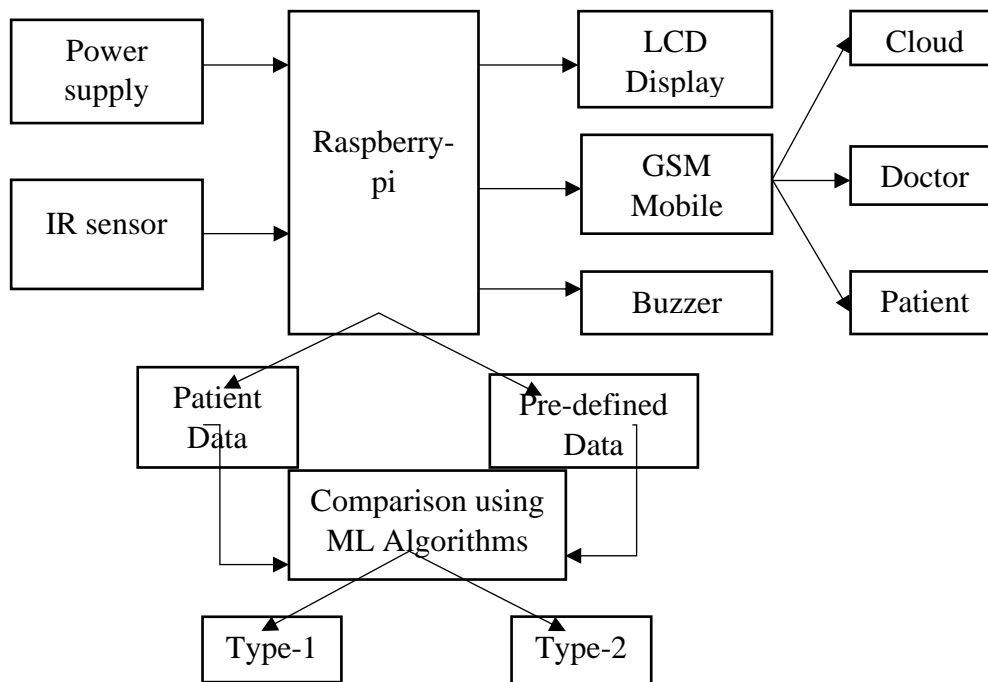 Power
supply
IR sensor
Raspberry-
pi
LCD
Display
GSM
Mobile
Buzzer
Cloud
Doctor
Patient
Patient
Data
Pre-defined
Data
Comparison using
ML Algorithms
Type-1
Type-2